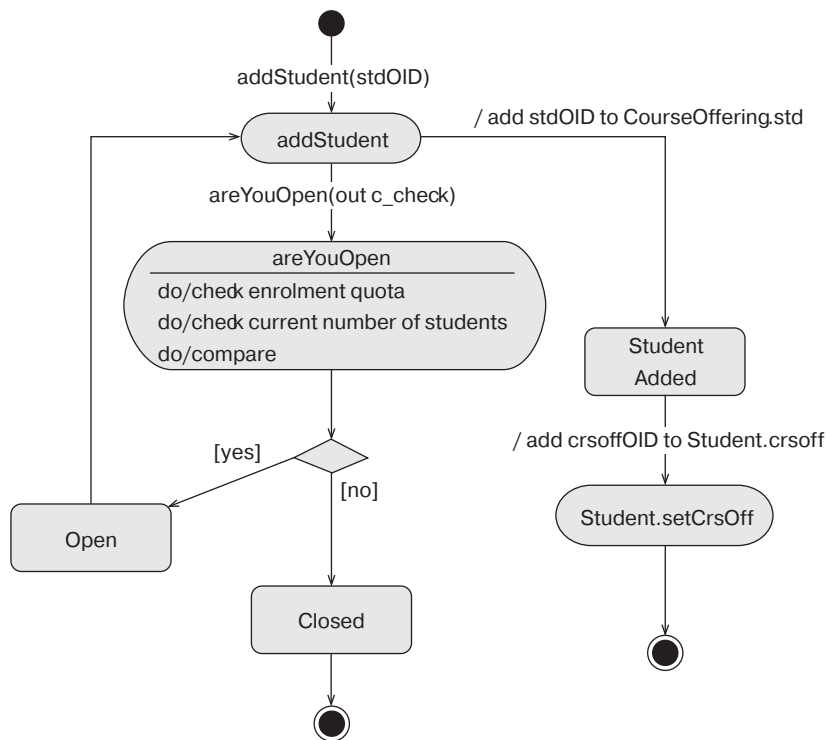 addStudent(stdOID)
/ add stdOID to CourseOffering.std
addStudent
areYouOpen(out c_check)
areYouOpen
do/check enrolment quota
do/check current number of students
do/compare
Student
Added
/ add crsoffOID to Student.crsoff
[yes]
[no]
Student.setCrsOff
Open
Closed